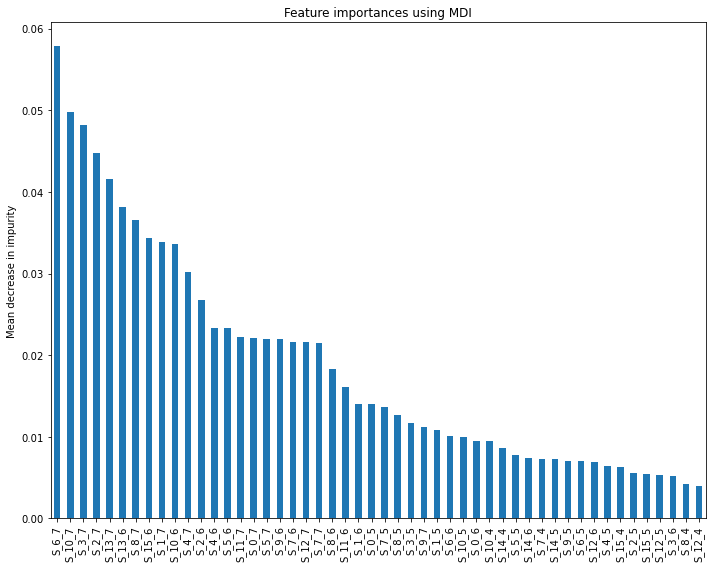 Feature importances using MDI
Mean decrease in impurity
0.06
0.05
0.04
0.03
0.02
0.01
0.00
S_6_7
S_10_7
S_3_7
S_2_7
S_13_7
S_13_6
S_8_7
S_15_6
S_1_7
S_10_6
S_4_7
S_2_6
S_4_6
S_5_6
S_11_7
S_0_7
S_5_7
S_9_6
S_7_6
S_12_7
S_7_7
S_8_6
S_11_6
S_1_6
S_0_5
S_7_5
S_8_5
S_3_5
S_9_7
S_1_5
S_6_6
S_10_5
S_0_6
S_10_4
S_14_4
S_5_5
S_14_6
S_7_4
S_14_5
S_9_5
S_6_5
S_12_6
S_4_5
S_15_4
S_2_5
S_15_5
S_12_5
S_3_6
S_8_4
S_12_4